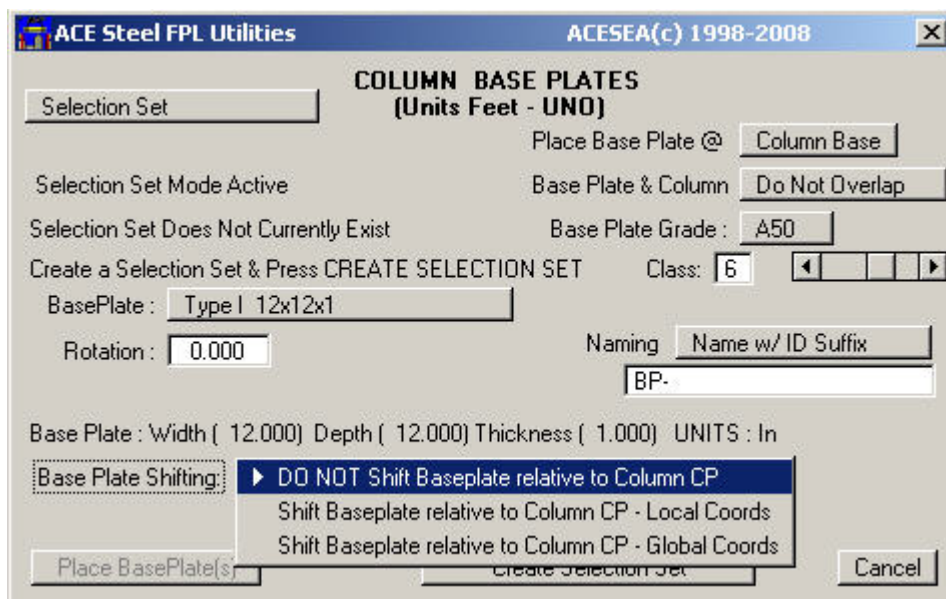 ACE Steel FPL Utilities ACESEA(c) 1998-2008
COLUMN BASE PLATES
Selection Set (Units Feet - UNO)
Place Base Plate @ Column Base
Selection Set Mode Active Base Plate & Column Do Not Overlap
Selection Set Does Not Currently Exist Base Plate Grade : A50
Create a Selection Set & Press CREATE SELECTION SET Class: 6
BasePlate : Type I 12x12x1
Rotation : 0.000 Naming Name w/ ID Suffix
BP-
Base Plate : Width ( 12.000) Depth ( 12.000) Thickness ( 1.000) UNITS : In
Base Plate Shifting: DO NOT Shift Baseplate relative to Column CP
Shift Baseplate relative to Column CP - Local Coords
Shift Baseplate relative to Column CP - Global Coords
Place BasePlate(s) Create Selection Set Cancel